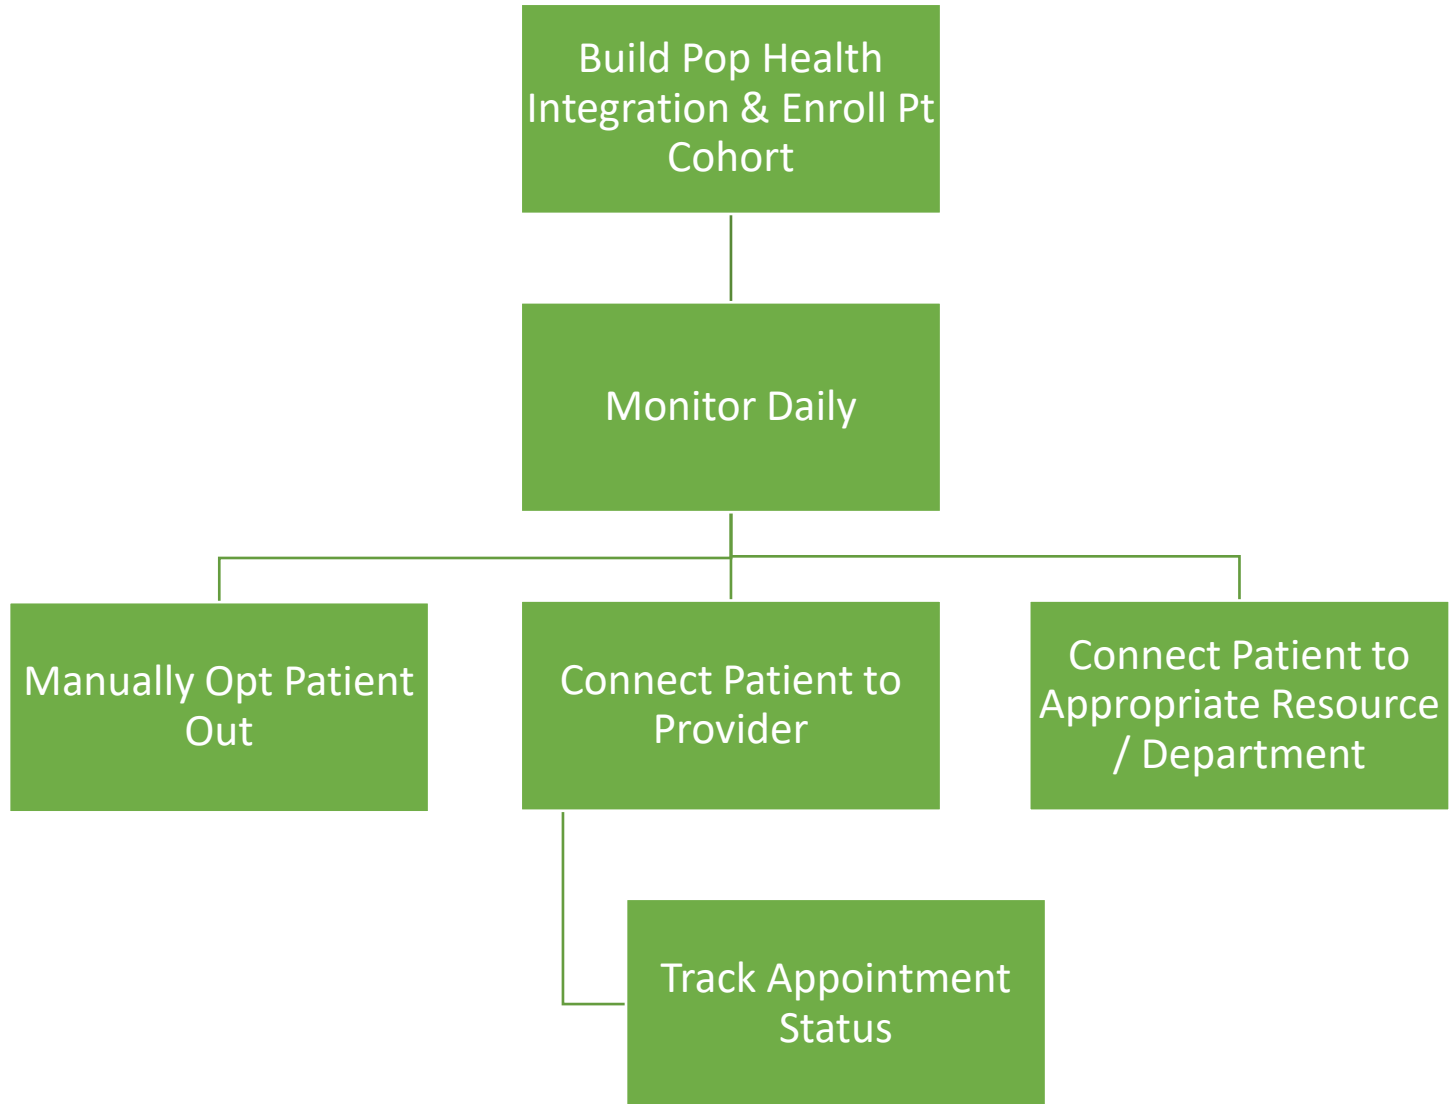 Build Pop Health
Integration & Enroll Pt
Cohort
Monitor Daily
Manually Opt Patient
Out
Connect Patient to
Provider
Connect Patient to
Appropriate Resource
/ Department
Track Appointment
Status